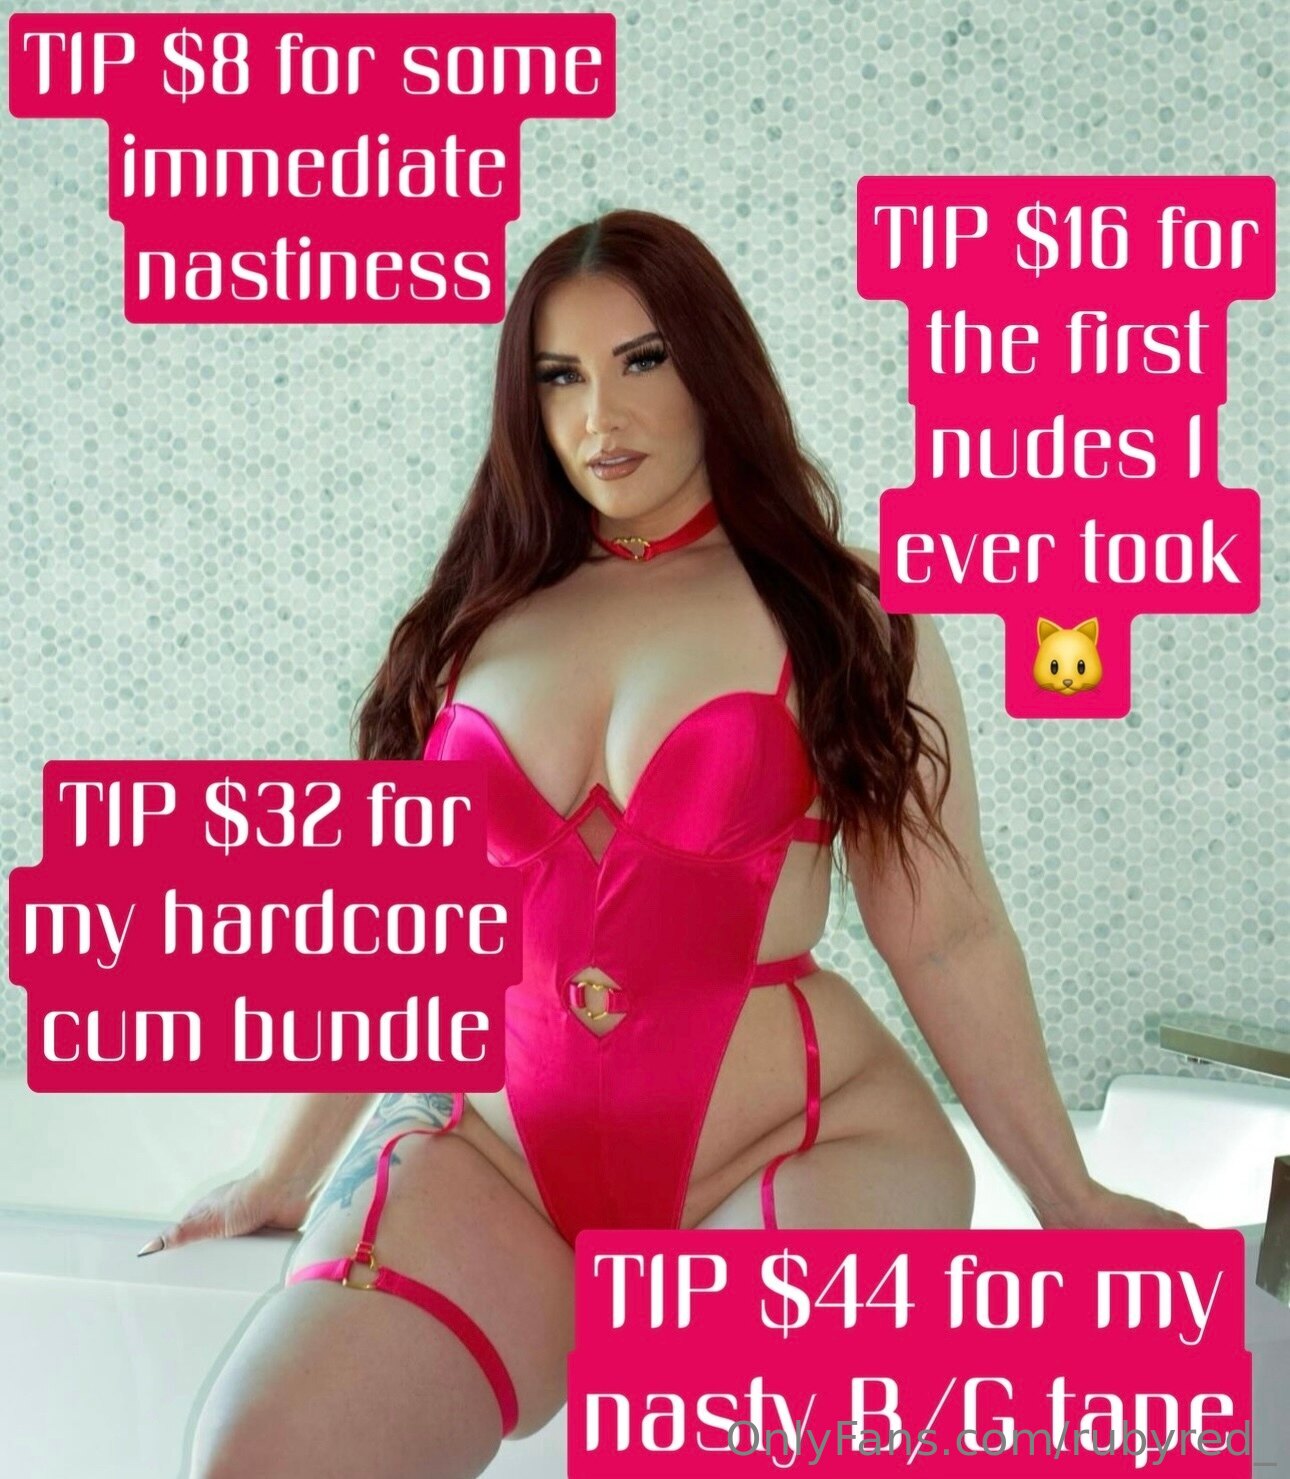 TIP $8 for some
immediate
nastiness
TIP $16 for
the first
nudes I
ever took
🐱
TIP $32 for
my hardcore
cum bundle
TIP $44 for my
nasty B/G tape
OnlyFans.com/rubyred_